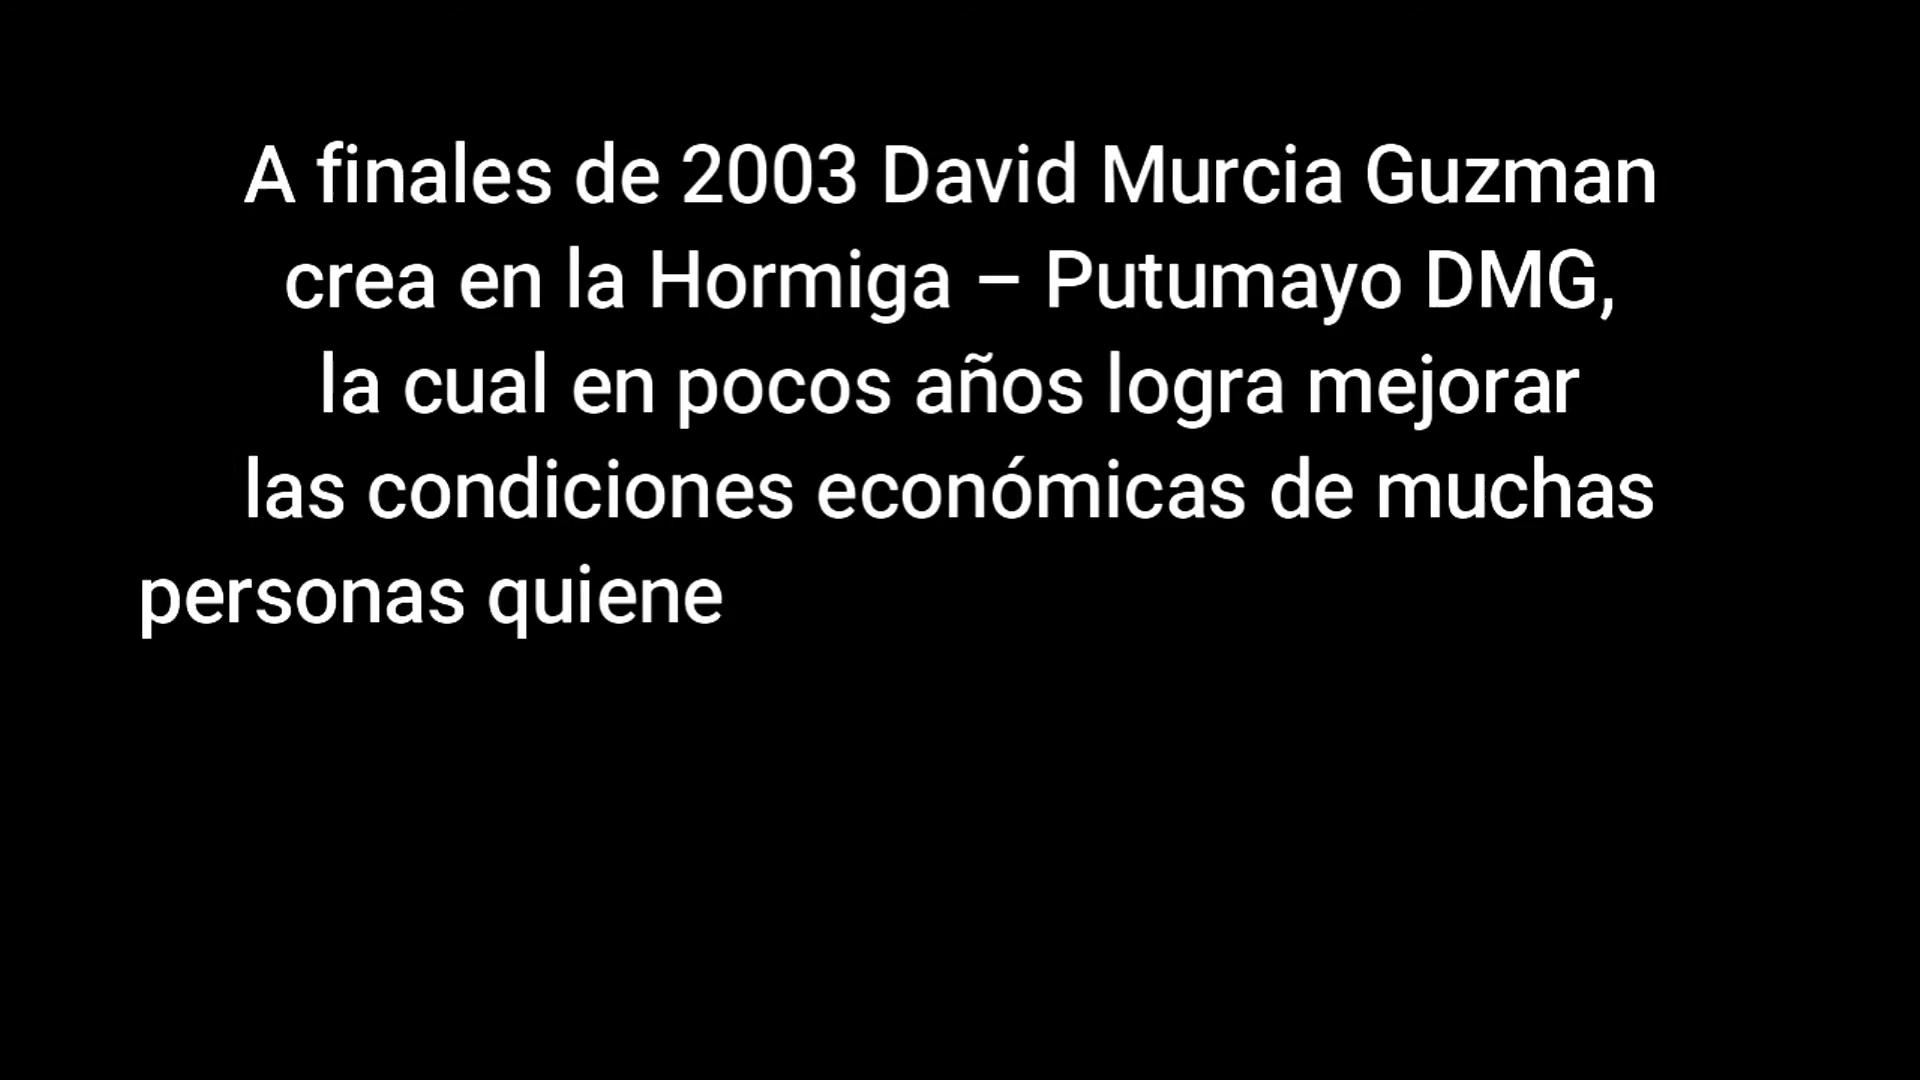 A finales de 2003 David Murcia Guzman
crea en la Hormiga – Putumayo DMG,
la cual en pocos años logra mejorar
las condiciones económicas de muchas
personas quiene